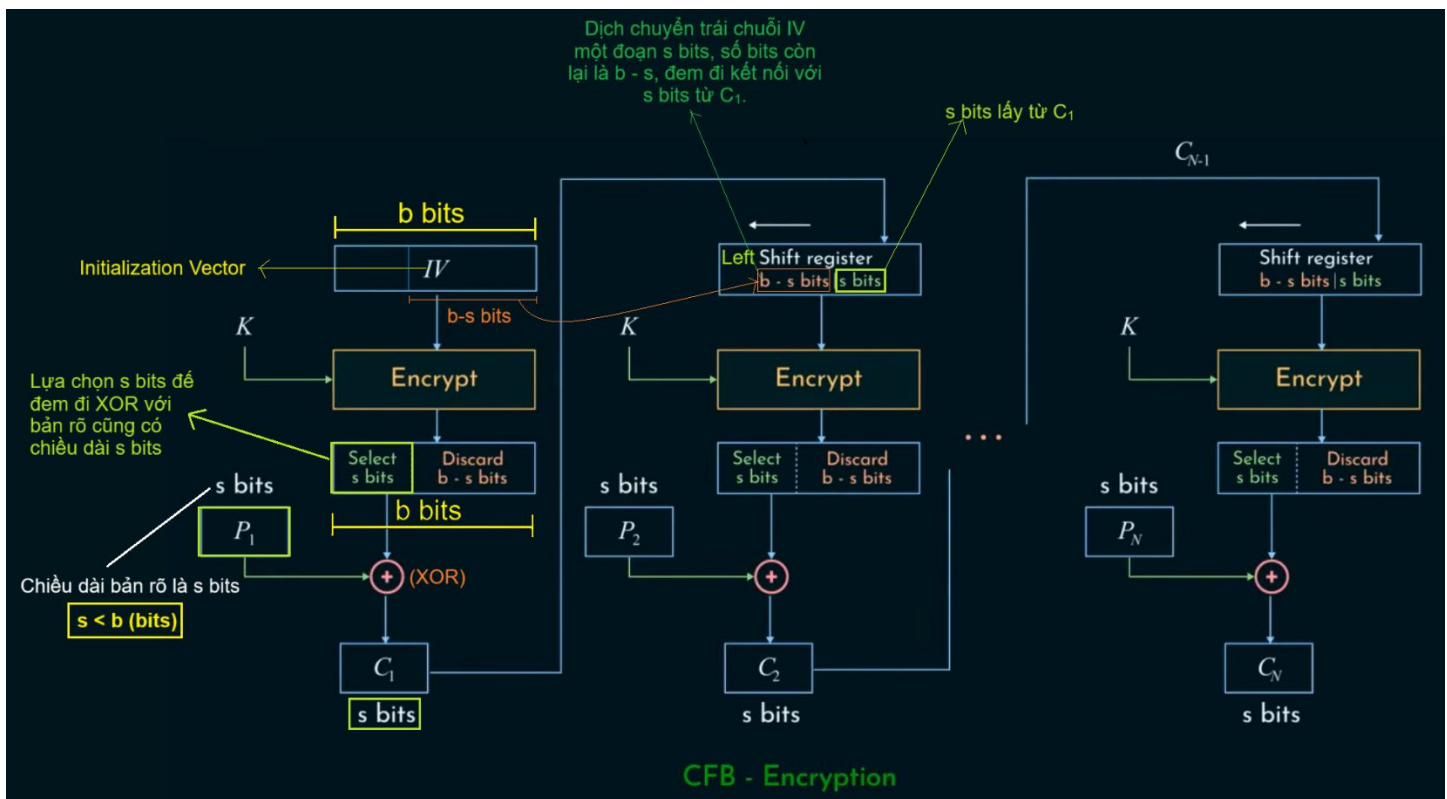 Dịch chuyển trái chuỗi IV
một đoạn s bits, số bits còn
lại là b - s, đem đi kết nối với
s bits từ C₁.
s bits lấy từ C₁
C_{N-1}
b bits
Initialization Vector
IV
b-s bits
Left
Shift register
b - s bits | s bits
Shift register
b - s bits | s bits
K
K
K
Encrypt
Encrypt
Encrypt
Lựa chọn s bits để
đem đi XOR với
bản rõ cũng có
chiều dài s bits
Select
s bits
Discard
b - s bits
Select
s bits
Discard
b - s bits
...
Select
s bits
Discard
b - s bits
s bits
P₁
b bits
s bits
P₂
s bits
P_N
Chiều dài bản rõ là s bits
s < b (bits)
+
(XOR)
+
+
C₁
s bits
C₂
s bits
C_N
s bits
CFB - Encryption